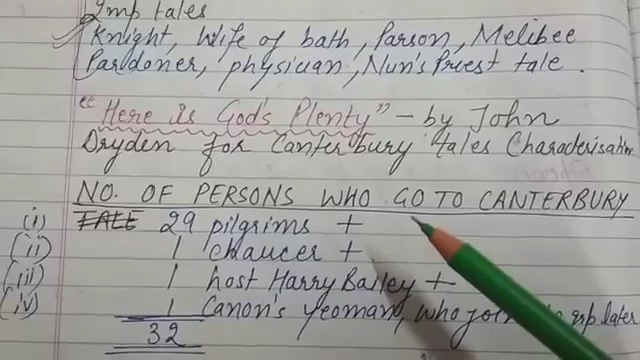 Imp tales
Knight, Wife of bath, Parson, Melibee
Pardoner, physician, Nun's Priest tale.
"Here is God's Plenty" - by John
Dryden for Canterbury tales Characterisation
NO. OF PERSONS WHO GO TO CANTERBURY
(i) TALE 29 pilgrims +
(ii) 1 Chaucer +
(iii) 1 host Harry Bailey +
(iv) 1 Canon's yeoman, who grp later
32